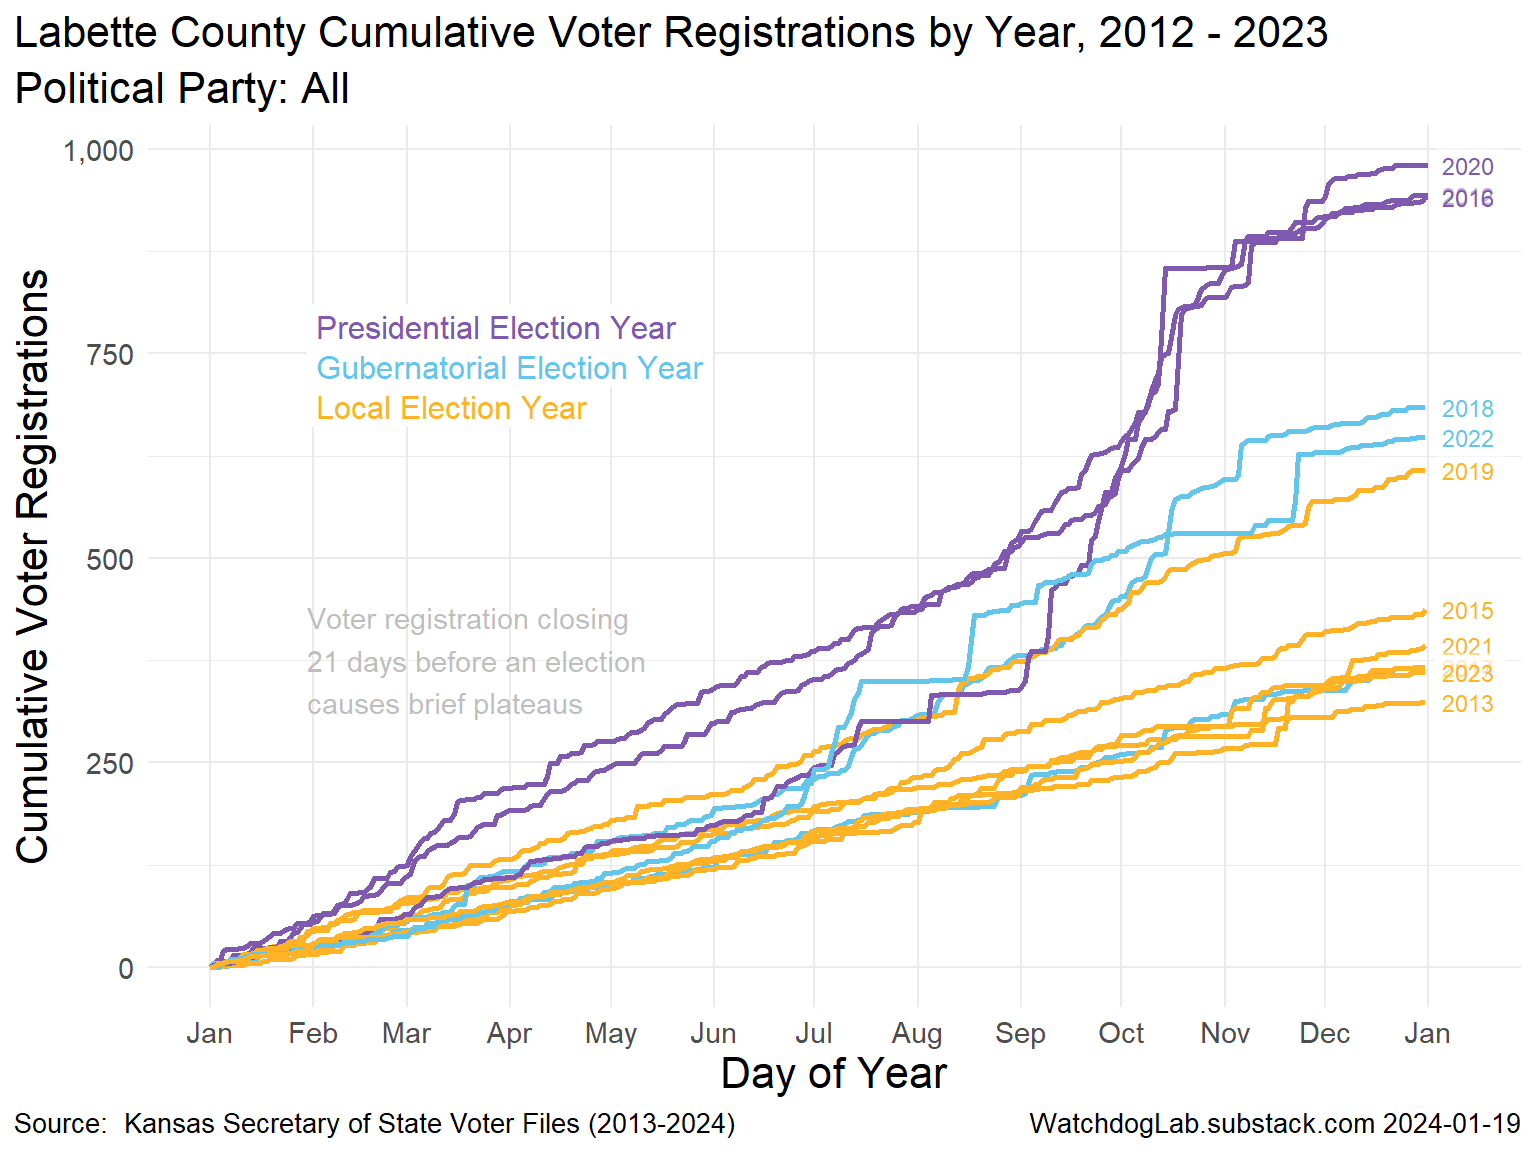 Labette County Cumulative Voter Registrations by Year, 2012 - 2023
Political Party: All
Cumulative Voter Registrations
1,000
750
500
250
0
Presidential Election Year
Gubernatorial Election Year
Local Election Year
Voter registration closing
21 days before an election
causes brief plateaus
2020
2016
2018
2022
2019
2015
2021
2023
2013
Jan Feb Mar Apr May Jun Jul Aug Sep Oct Nov Dec Jan
Day of Year
Source:  Kansas Secretary of State Voter Files (2013-2024)
WatchdogLab.substack.com 2024-01-19